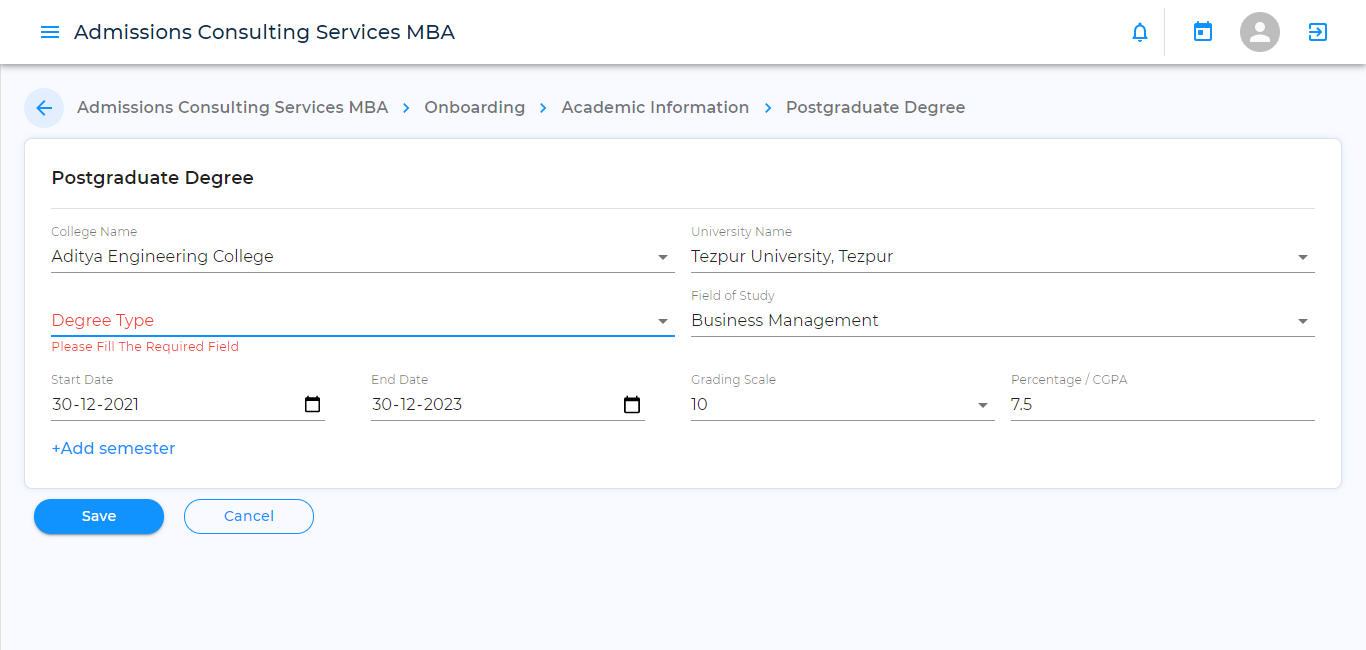 Admissions Consulting Services MBA
Admissions Consulting Services MBA > Onboarding > Academic Information > Postgraduate Degree
Postgraduate Degree
College Name University Name
Aditya Engineering College Tezpur University, Tezpur
Field of Study
Degree Type Business Management
Please Fill The Required Field
Start Date End Date Grading Scale Percentage / CGPA
30-12-2021 30-12-2023 10 7.5
+Add semester
Save Cancel